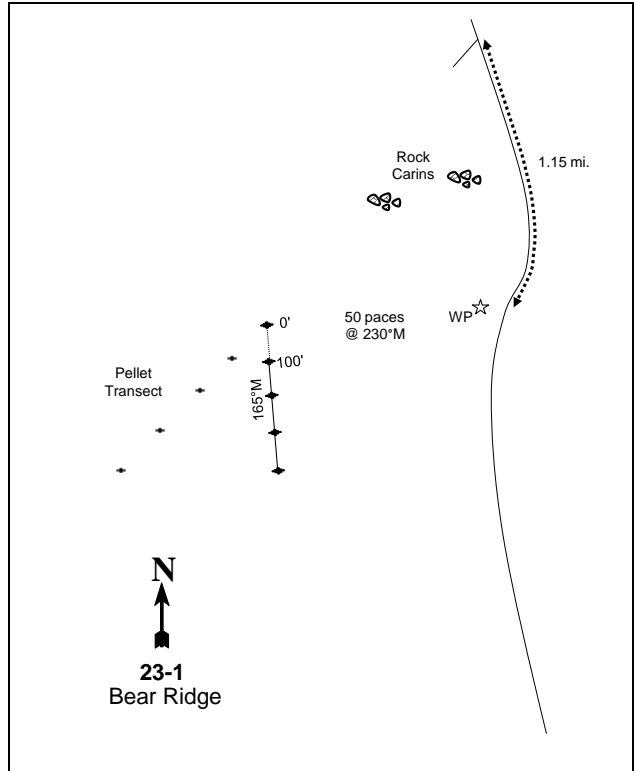 Rock
Carins
1.15 mi.
WP
50 paces
@ 230°M
0'
100'
165°M
Pellet
Transect
N
23-1
Bear Ridge